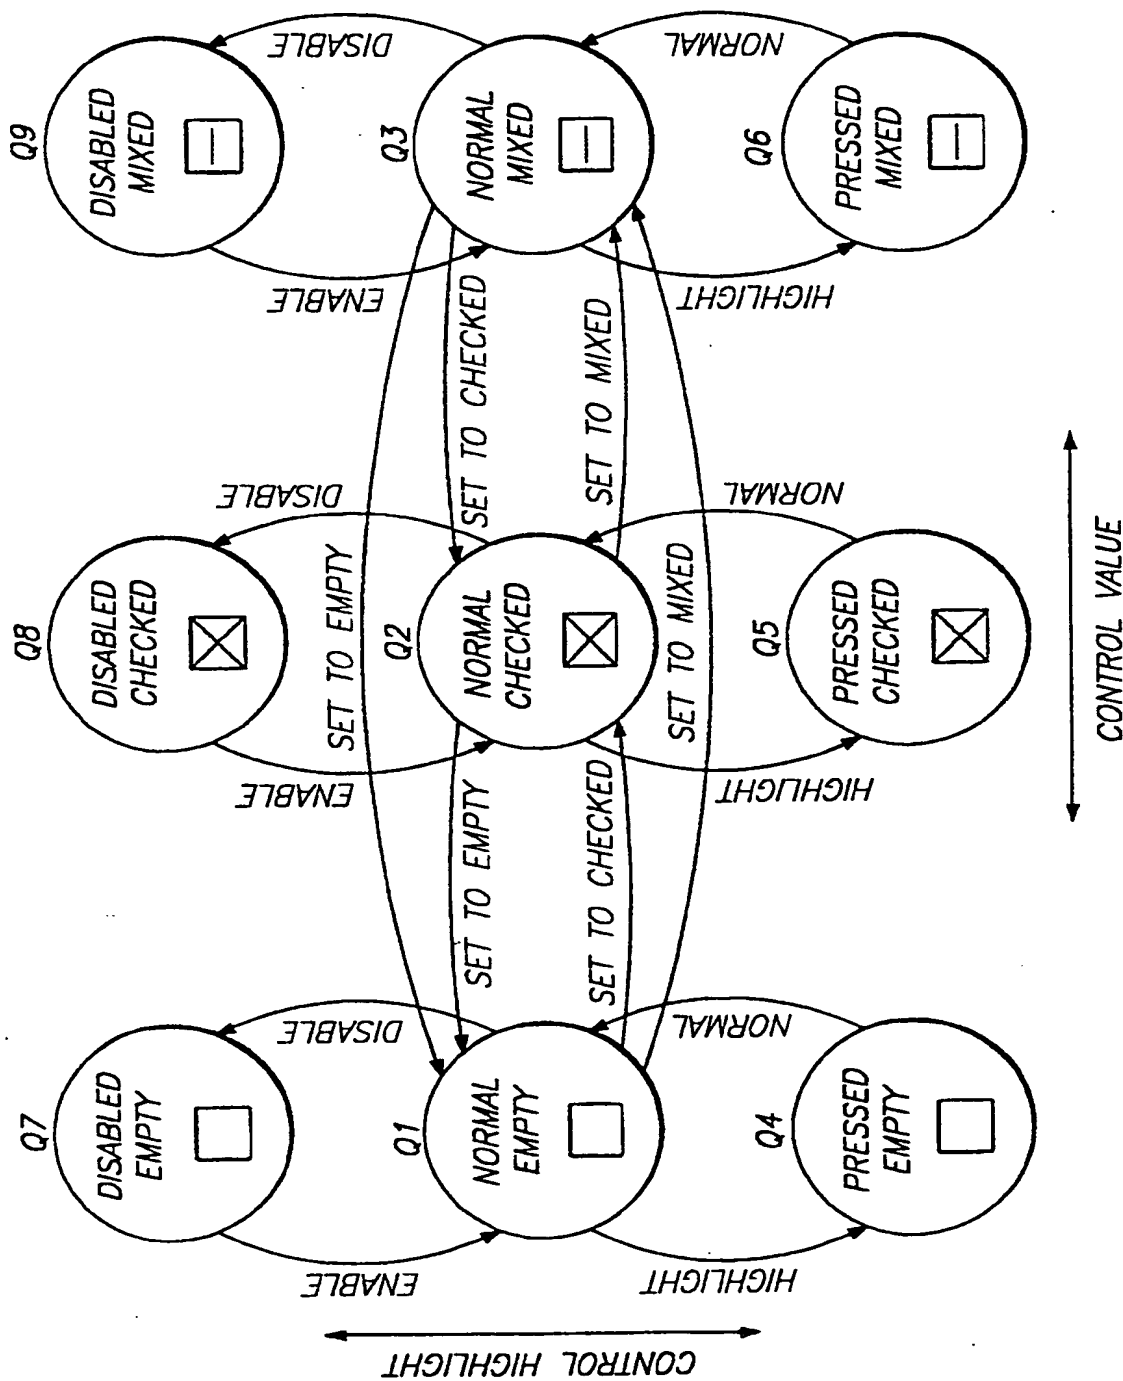 Q7
DISABLED
EMPTY
Q8
DISABLED
CHECKED
Q9
DISABLED
MIXED
ENABLE
DISABLE
SET TO EMPTY
ENABLE
DISABLE
ENABLE
DISABLE
Q1
NORMAL
EMPTY
SET TO EMPTY
SET TO CHECKED
Q2
NORMAL
CHECKED
SET TO CHECKED
SET TO MIXED
Q3
NORMAL
MIXED
SET TO MIXED
HIGHLIGHT
NORMAL
HIGHLIGHT
NORMAL
HIGHLIGHT
NORMAL
Q4
PRESSED
EMPTY
Q5
PRESSED
CHECKED
Q6
PRESSED
MIXED
CONTROL HIGHLIGHT
CONTROL VALUE